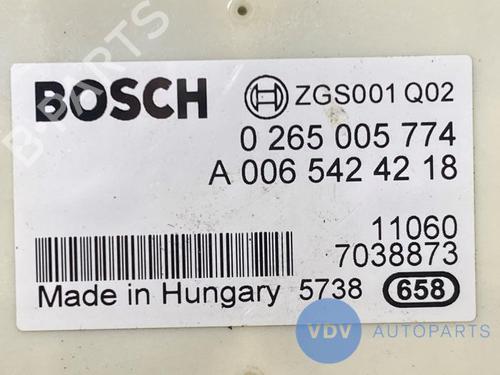 B-PARTS
BOSCH
ZGS001 Q02
0 265 005 774
A 006 542 42 18
11060
7038873
Made in Hungary 5738 658
VDV AUTOPARTS